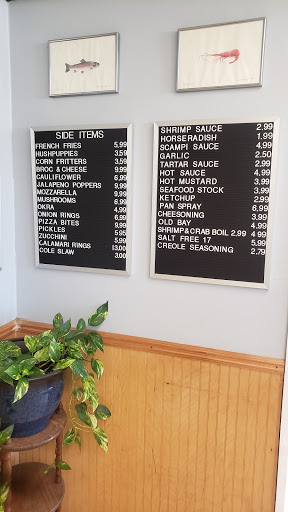 SIDE ITEMS
FRENCH FRIES 5.99
HUSHPUPPIES 3.59
CORN FRITTERS 3.59
BROC & CHEESE 9.99
CAULIFLOWER 6.99
JALAPENO POPPERS 9.99
MOZZARELLA 9.99
MUSHROOMS 6.99
OKRA 4.99
ONION RINGS 6.99
PIZZA BITES 9.99
PICKLES 5.95
ZUCCHINI 5.99
CALAMARI RINGS 13.00
COLE SLAW 3.00
SHRIMP SAUCE 2.99
HORSERADISH 3.99
SCAMPI SAUCE 4.99
GARLIC 2.50
TARTAR SAUCE 2.99
HOT SAUCE 4.99
HOT MUSTARD 3.99
SEAFOOD STOCK 3.99
KETCHUP 2.99
PAN SPRAY 6.99
CHEESONING 3.99
OLD BAY 4.99
SHRIMP&CRAB BOIL 2.99 4.99
SALT FREE 17 5.99
CREOLE SEASONING 2.79